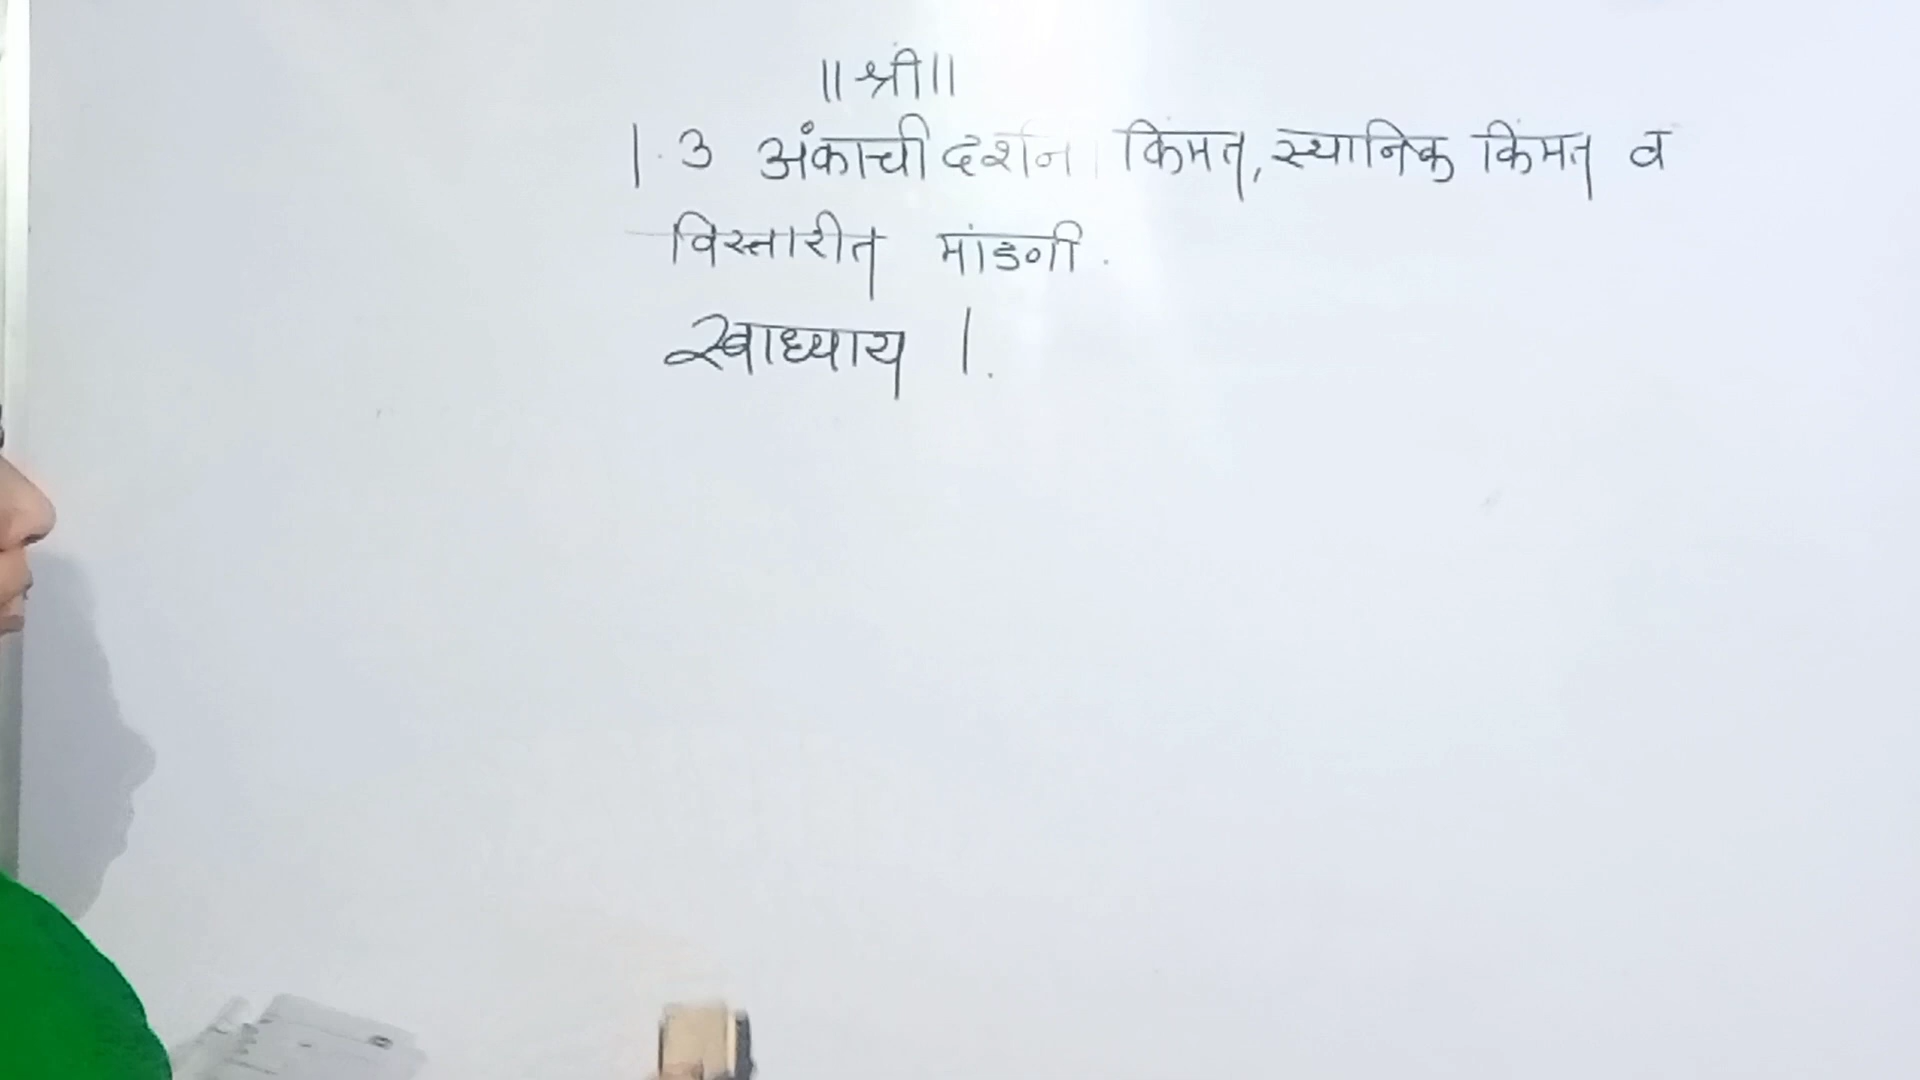 ॥ श्री ॥
१.३ अंकाची दर्शनी किंमत, स्थानिक किंमत व
विस्तारीत मांडणी.
स्वाध्याय १.